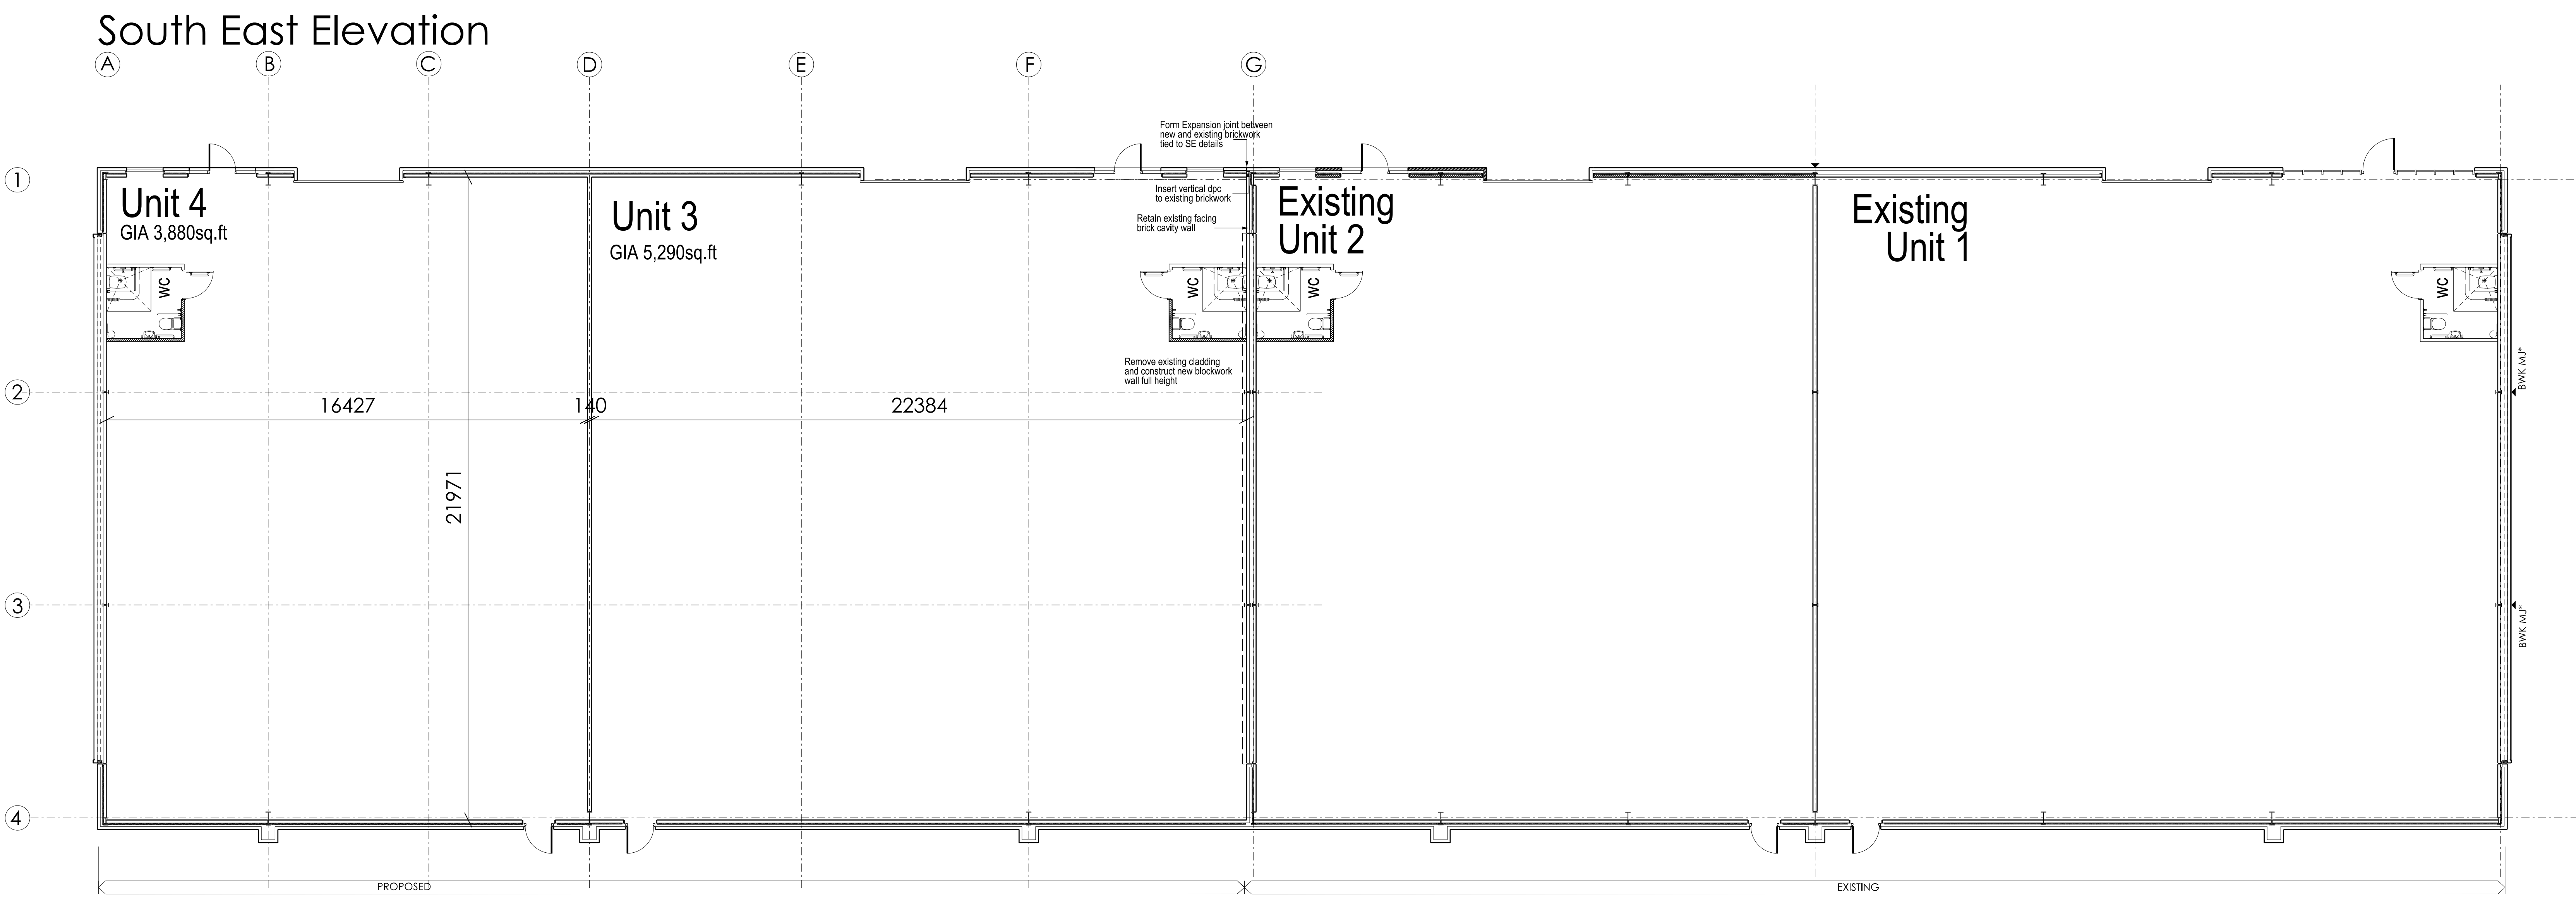 South East Elevation
A B C D E F G
Form Expansion joint between
new and existing brickwork
tied to SE details
1
Unit 4
GIA 3,880sq.ft
Unit 3
GIA 5,290sq.ft
Insert vertical dpc
to existing brickwork
Retain existing facing
brick cavity wall
Existing
Unit 2
Existing
Unit 1
WC
WC
WC
WC
Remove existing cladding
and construct new blockwork
wall full height
BWK MJ*
2
16427
140
22384
21971
3
BWK MJ*
4
PROPOSED
EXISTING